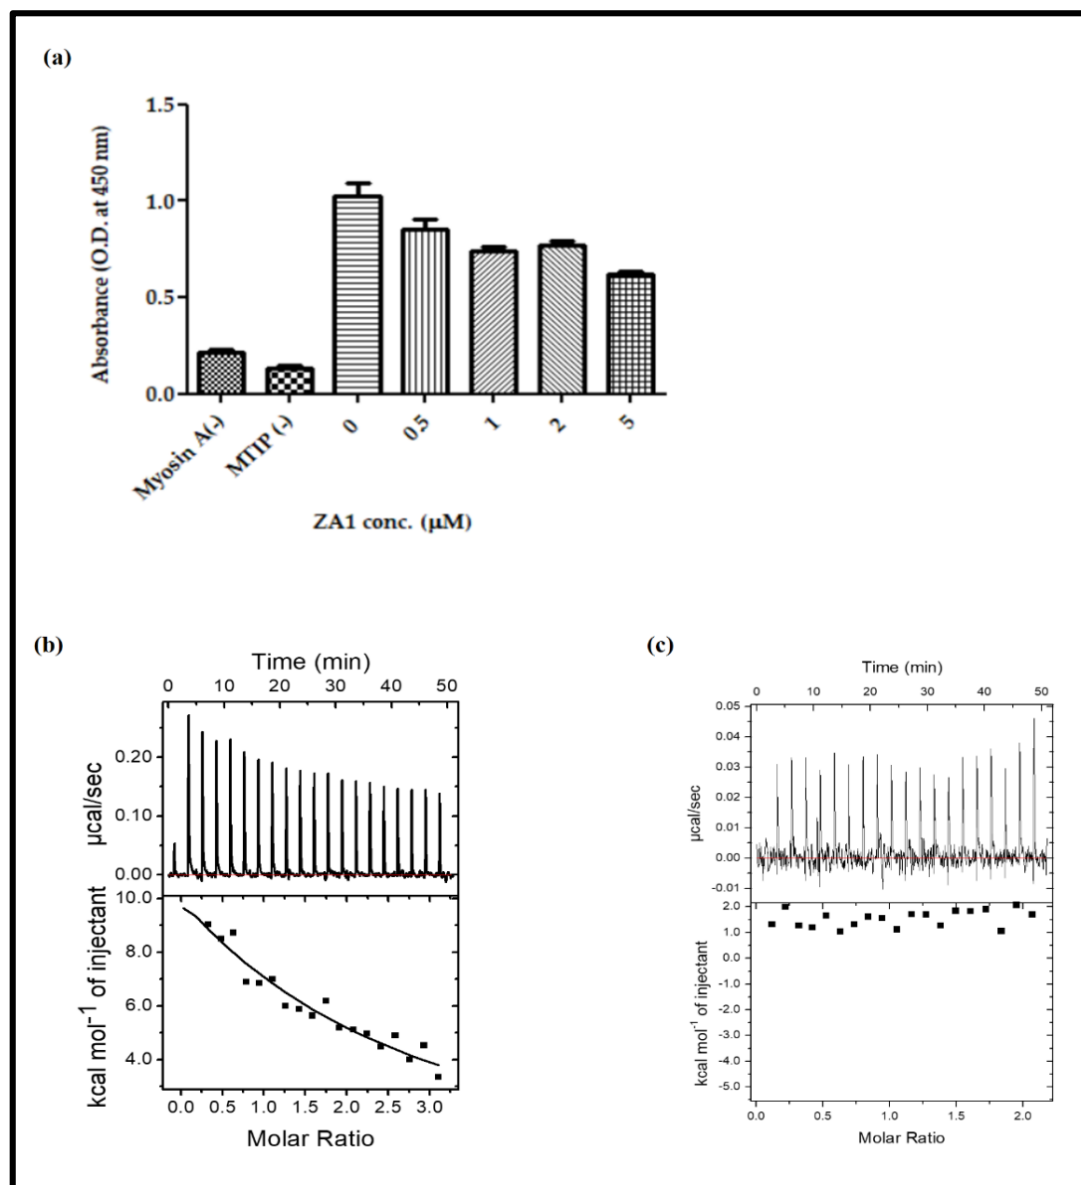 (a)
Absorbance (O.D. at 450 nm)
1.5
1.0
0.5
0.0
Myosin A(-)
MTIP (-)
0
0.5
1
2
5
ZA1 conc. (µM)
(b)
Time (min)
0 10 20 30 40 50
µcal/sec
0.20
0.10
0.00
kcal mol⁻¹ of injectant
10.0
8.0
6.0
4.0
0.0 0.5 1.0 1.5 2.0 2.5 3.0
Molar Ratio
(c)
Time (min)
0 10 20 30 40 50
µcal/sec
0.05
0.04
0.03
0.02
0.01
0.00
-0.01
kcal mol⁻¹ of injectant
2.0
1.0
0.0
-1.0
-2.0
-3.0
-4.0
-5.0
0.0 0.5 1.0 1.5 2.0
Molar Ratio